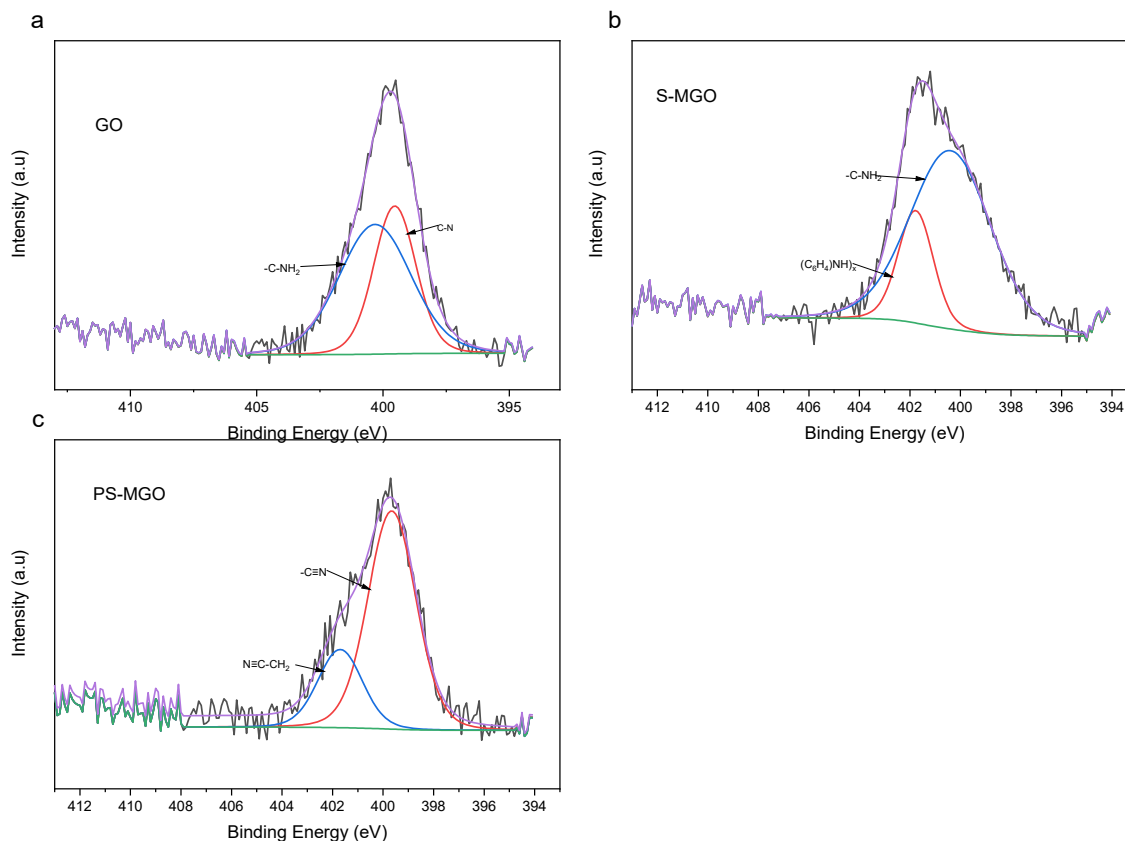 a
GO
Intensity (a.u)
-C-NH₂
C-N
410 405 400 395
Binding Energy (eV)
b
S-MGO
Intensity (a.u)
-C-NH₂
(C₆H₄)NH)ₓ
412 410 408 406 404 402 400 398 396 394
Binding Energy (eV)
c
PS-MGO
Intensity (a.u)
-C≡N
N≡C-CH₂
412 410 408 406 404 402 400 398 396 394
Binding Energy (eV)